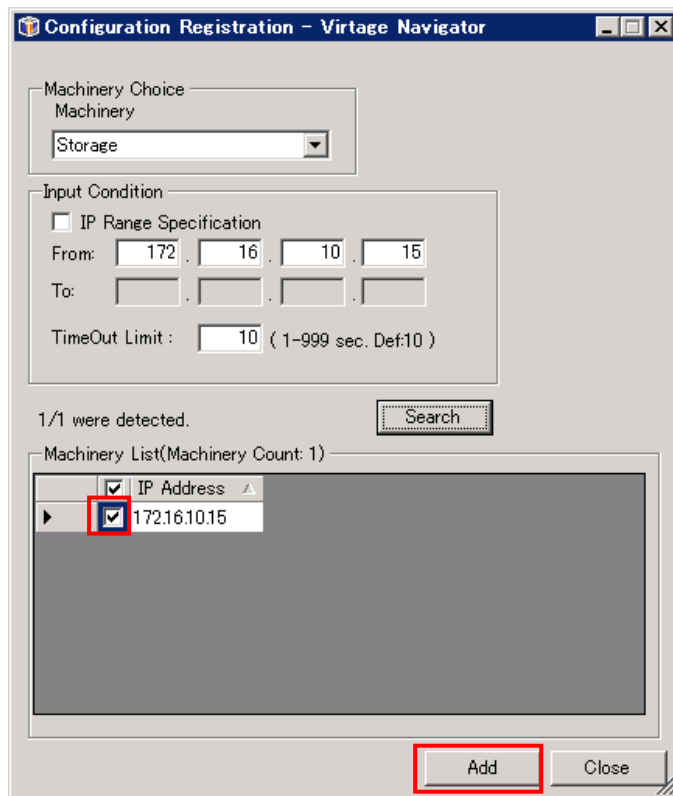 Configuration Registration - Virtage Navigator
Machinery Choice
Machinery
Storage
Input Condition
IP Range Specification
From: 172 . 16 . 10 . 15
To: . . .
TimeOut Limit : 10 ( 1-999 sec. Def:10 )
1/1 were detected. Search
Machinery List(Machinery Count: 1)
IP Address
172.16.10.15
Add Close